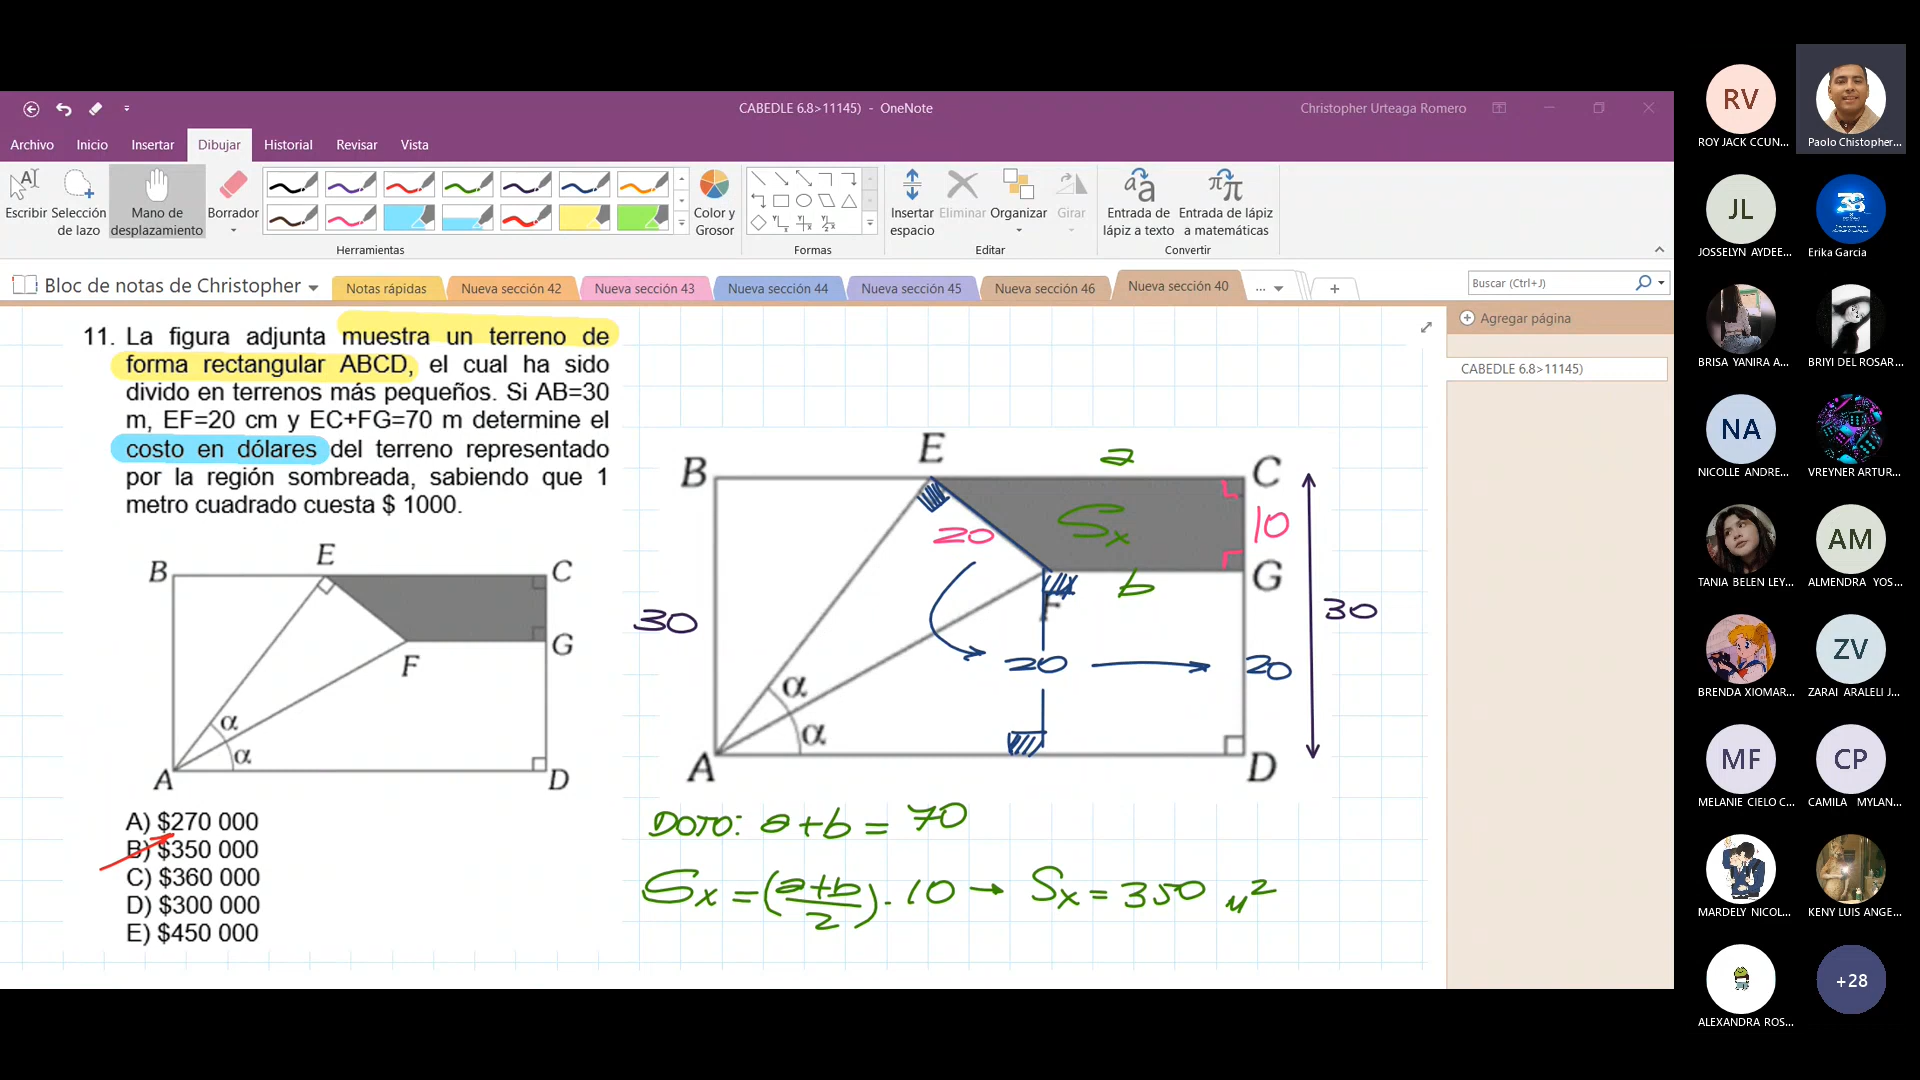 CABEDLE 6.8>11145) - OneNote
Christopher Urteaga Romero
Archivo Inicio Insertar Dibujar Historial Revisar Vista
Escribir
Selección de lazo
Mano de desplazamiento
Borrador
Color y Grosor
Insertar espacio
Eliminar
Organizar
Girar
Entrada de lápiz a texto
Entrada de lápiz a matemáticas
Herramientas
Formas
Editar
Convertir
Bloc de notas de Christopher
Notas rápidas
Nueva sección 42
Nueva sección 43
Nueva sección 44
Nueva sección 45
Nueva sección 46
Nueva sección 40
...
Buscar (Ctrl+J)
Agregar página
CABEDLE 6.8>11145)
11. La figura adjunta muestra un terreno de
forma rectangular ABCD, el cual ha sido
divido en terrenos más pequeños. Si AB=30
m, EF=20 cm y EC+FG=70 m determine el
costo en dólares del terreno representado
por la región sombreada, sabiendo que 1
metro cuadrado cuesta $ 1000.
B E C
G
F
α
α
A D
A) $270 000
B) $350 000
C) $360 000
D) $300 000
E) $450 000
B E a C
20 Sx 10
G
b
F
30 30
α 20 20
α
A D
DATO: a+b = 70
Sx = (a+b/2) . 10 → Sx = 350 m²
RV
ROY JACK CCUN...
Paolo Chistopher...
JL
JOSSELYN AYDEE...
Erika Garcia
BRISA YANIRA A...
BRIYI DEL ROSAR...
NA
NICOLLE ANDRE...
VREYNER ARTUR...
TANIA BELEN LEY...
AM
ALMENDRA YOS...
BRENDA XIOMAR...
ZV
ZARAI ARALELI J...
MF
MELANIE CIELO C...
CP
CAMILA MYLAN...
MARDELY NICOL...
KENY LUIS ANGE...
ALEXANDRA ROS...
+28